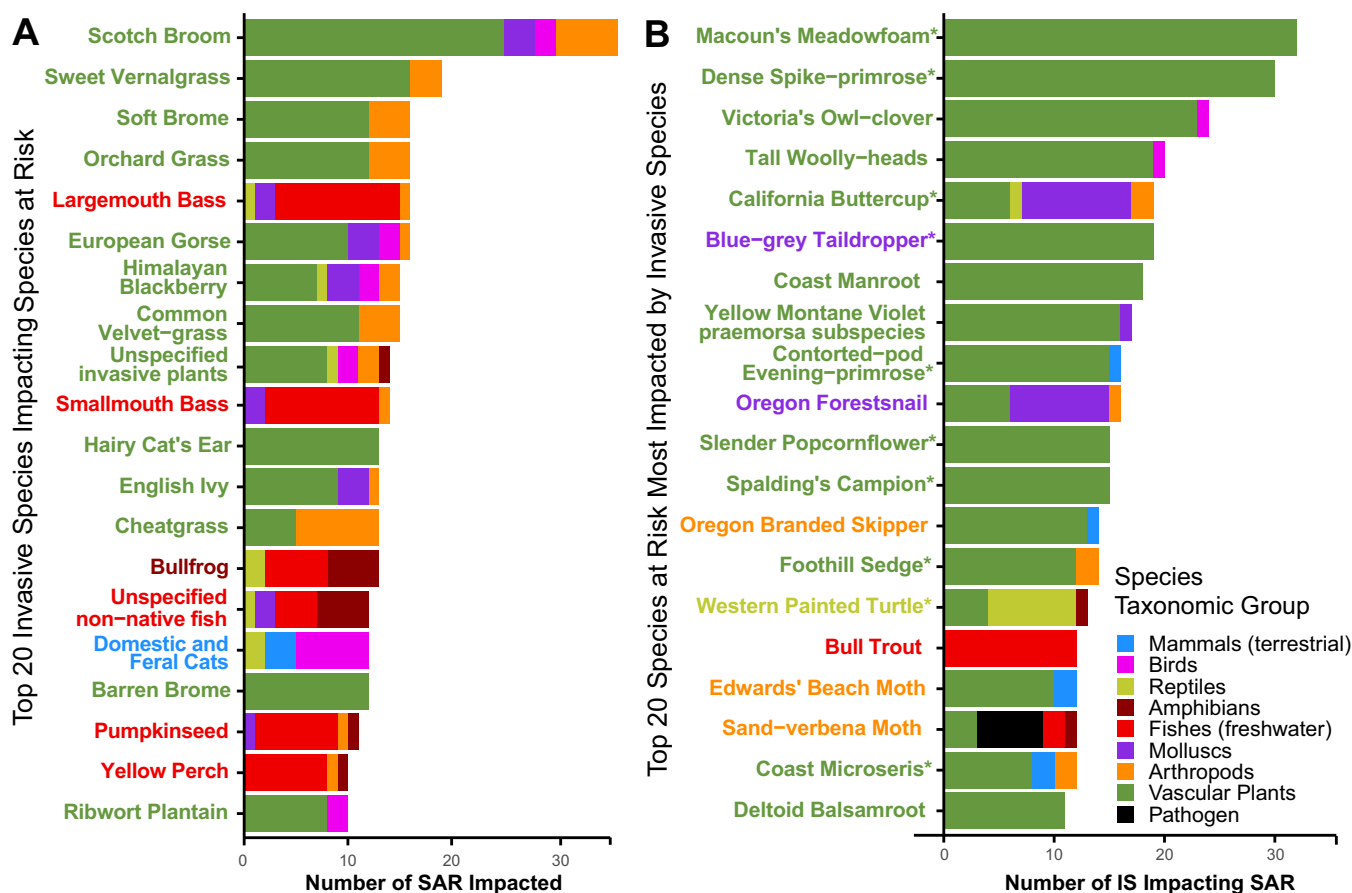 A
Top 20 Invasive Species Impacting Species at Risk
Scotch Broom
Sweet Vernalgrass
Soft Brome
Orchard Grass
Largemouth Bass
European Gorse
Himalayan
Blackberry
Common
Velvet−grass
Unspecified
invasive plants
Smallmouth Bass
Hairy Cat's Ear
English Ivy
Cheatgrass
Bullfrog
Unspecified
non−native fish
Domestic and
Feral Cats
Barren Brome
Pumpkinseed
Yellow Perch
Ribwort Plantain
0 10 20 30
Number of SAR Impacted
B
Top 20 Species at Risk Most Impacted by Invasive Species
Macoun's Meadowfoam*
Dense Spike−primrose*
Victoria's Owl−clover
Tall Woolly−heads
California Buttercup*
Blue−grey Taildropper*
Coast Manroot
Yellow Montane Violet
praemorsa subspecies
Contorted−pod
Evening−primrose*
Oregon Forestsnail
Slender Popcornflower*
Spalding's Campion*
Oregon Branded Skipper
Foothill Sedge*
Western Painted Turtle*
Bull Trout
Edwards' Beach Moth
Sand−verbena Moth
Coast Microseris*
Deltoid Balsamroot
0 10 20 30
Number of IS Impacting SAR
Species
Taxonomic Group
Mammals (terrestrial)
Birds
Reptiles
Amphibians
Fishes (freshwater)
Molluscs
Arthropods
Vascular Plants
Pathogen